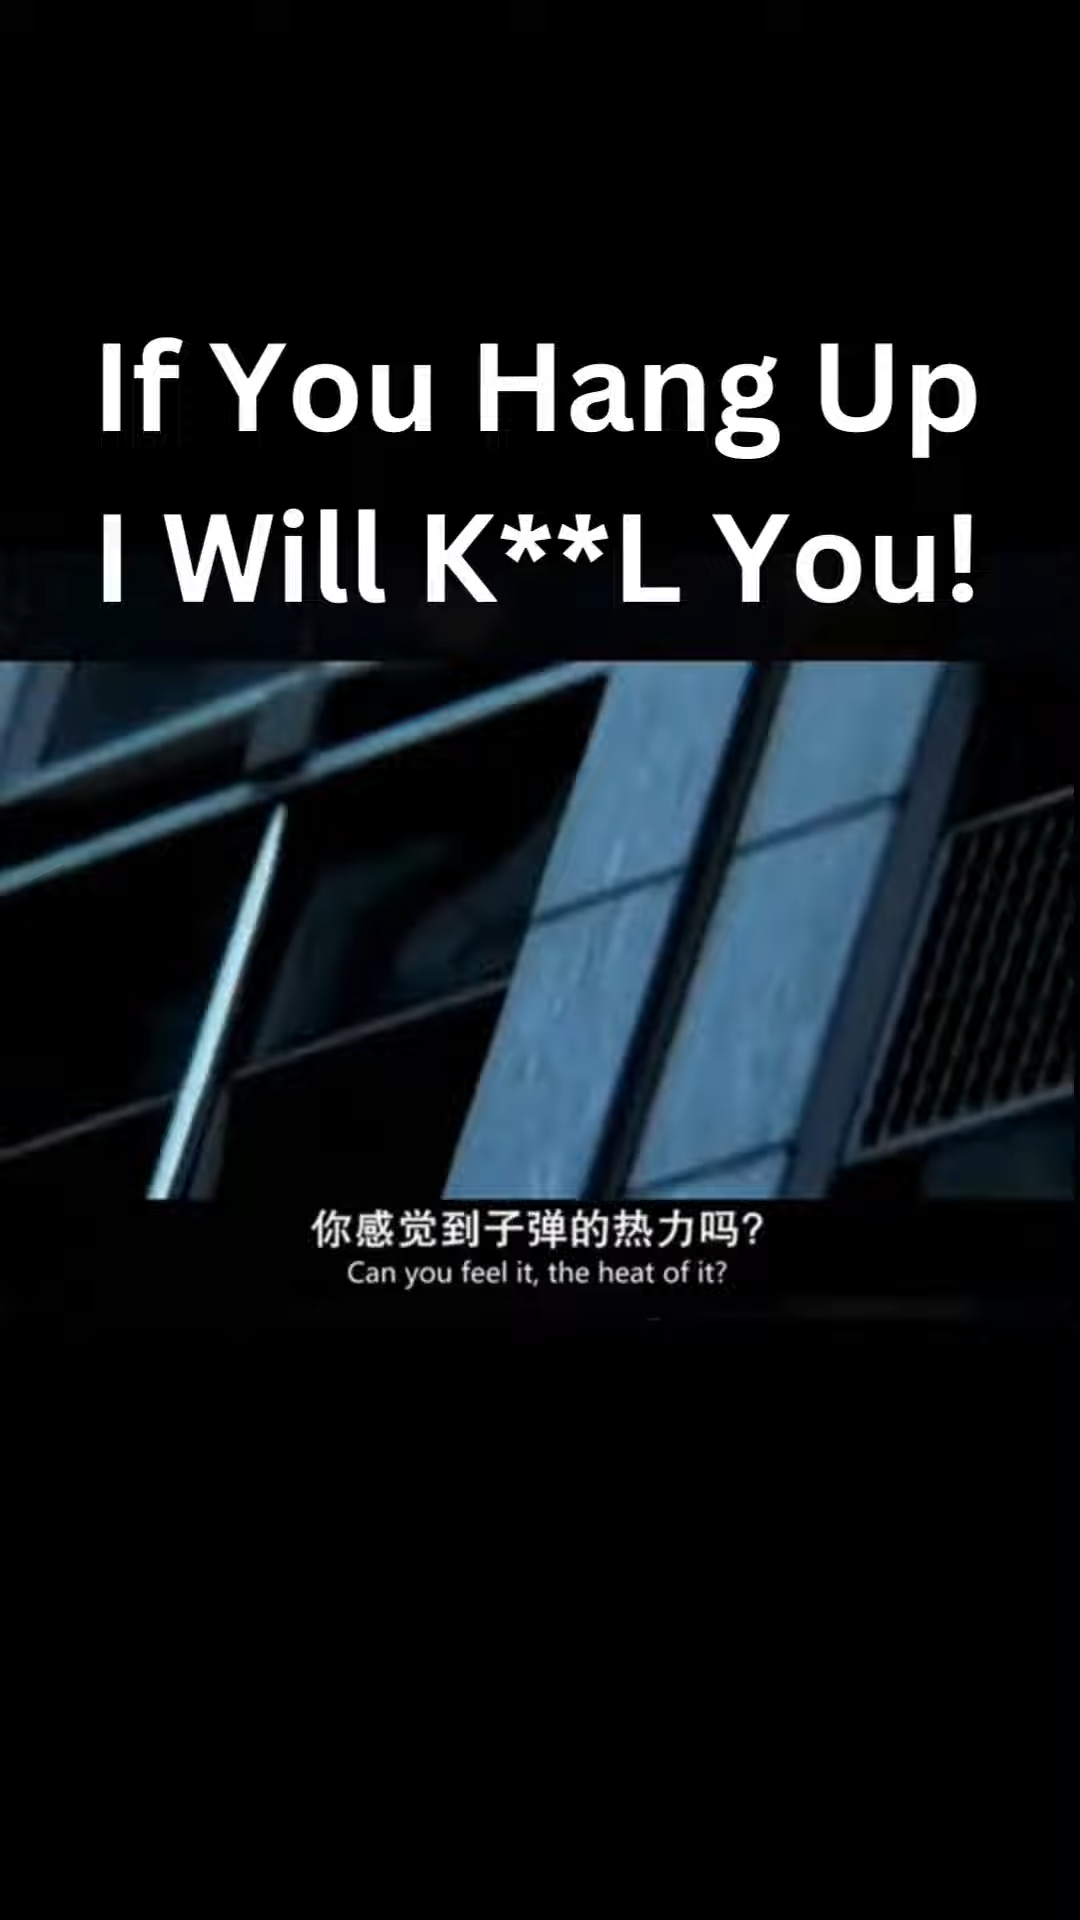 If You Hang Up
I Will K**L You!
你感觉到子弹的热力吗?
Can you feel it, the heat of it?